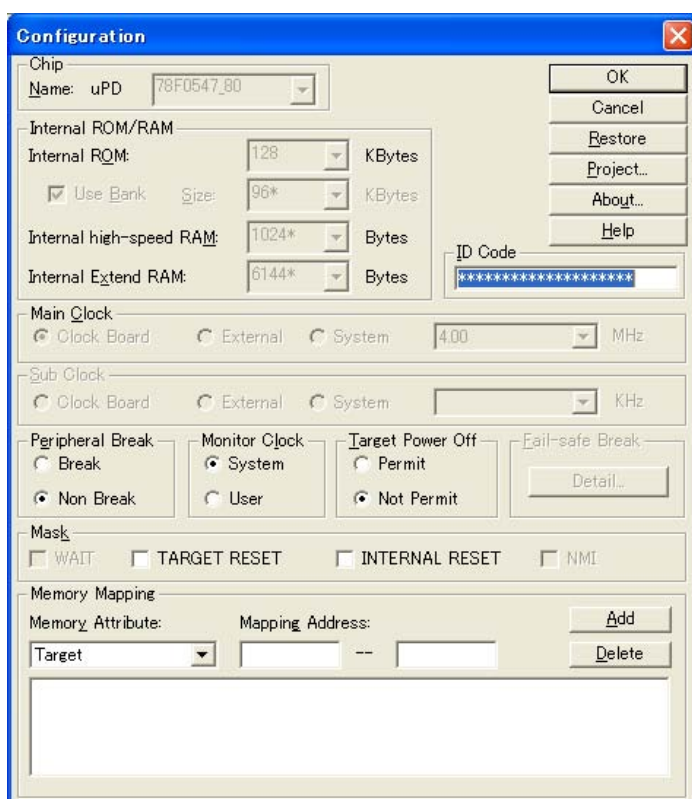 Configuration
Chip
Name: uPD 78F0547_80
OK
Cancel
Restore
Project...
About...
Help
Internal ROM/RAM
Internal ROM: 128 KBytes
Use Bank Size: 96* KBytes
Internal high-speed RAM: 1024* Bytes
Internal Extend RAM: 6144* Bytes
ID Code
********************
Main Clock
Clock Board External System 4.00 MHz
Sub Clock
Clock Board External System KHz
Peripheral Break
Break
Non Break
Monitor Clock
System
User
Target Power Off
Permit
Not Permit
Fail-safe Break
Detail...
Mask
WAIT TARGET RESET INTERNAL RESET NMI
Memory Mapping
Memory Attribute: Mapping Address: Add
Target -- Delete